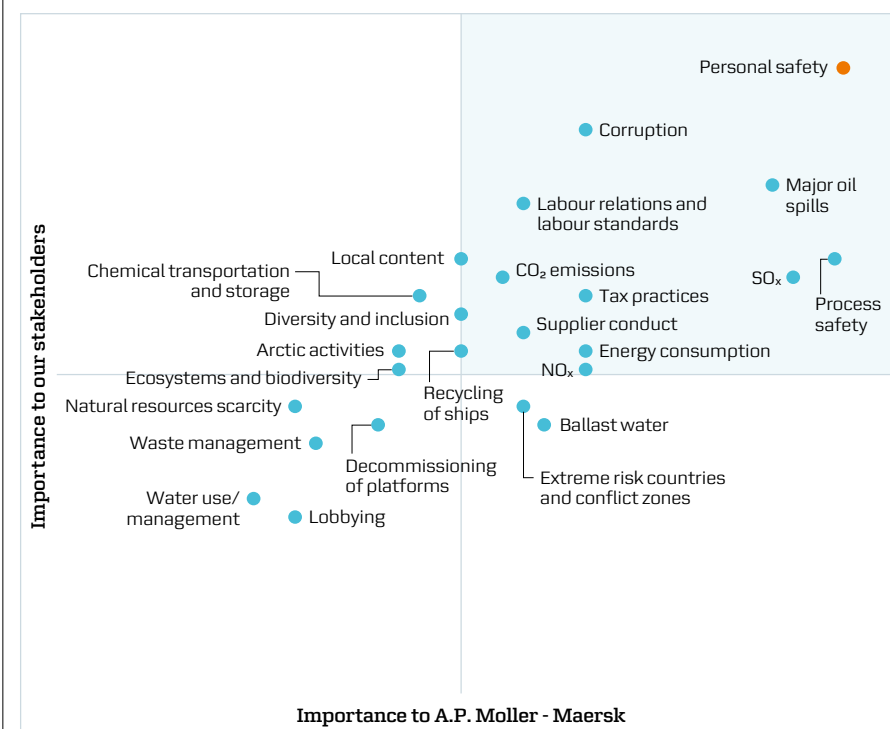 Personal safety
Corruption
Major oil
spills
Labour relations and
labour standards
Local content
Chemical transportation
and storage
CO₂ emissions
SOₓ
Process
safety
Tax practices
Diversity and inclusion
Supplier conduct
Arctic activities
Energy consumption
Ecosystems and biodiversity
NOₓ
Recycling
of ships
Natural resources scarcity
Ballast water
Waste management
Decommissioning
of platforms
Extreme risk countries
and conflict zones
Water use/
management
Lobbying
Importance to our stakeholders
Importance to A.P. Moller - Maersk